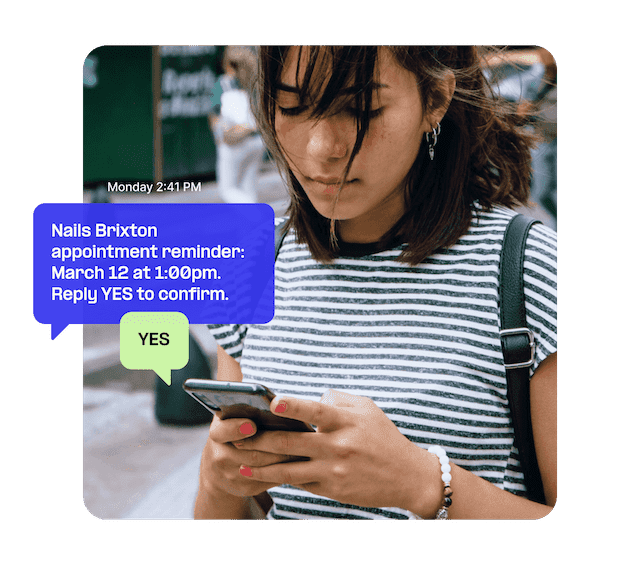 Monday 2:41 PM
Nails Brixton
appointment reminder:
March 12 at 1:00pm.
Reply YES to confirm.
YES